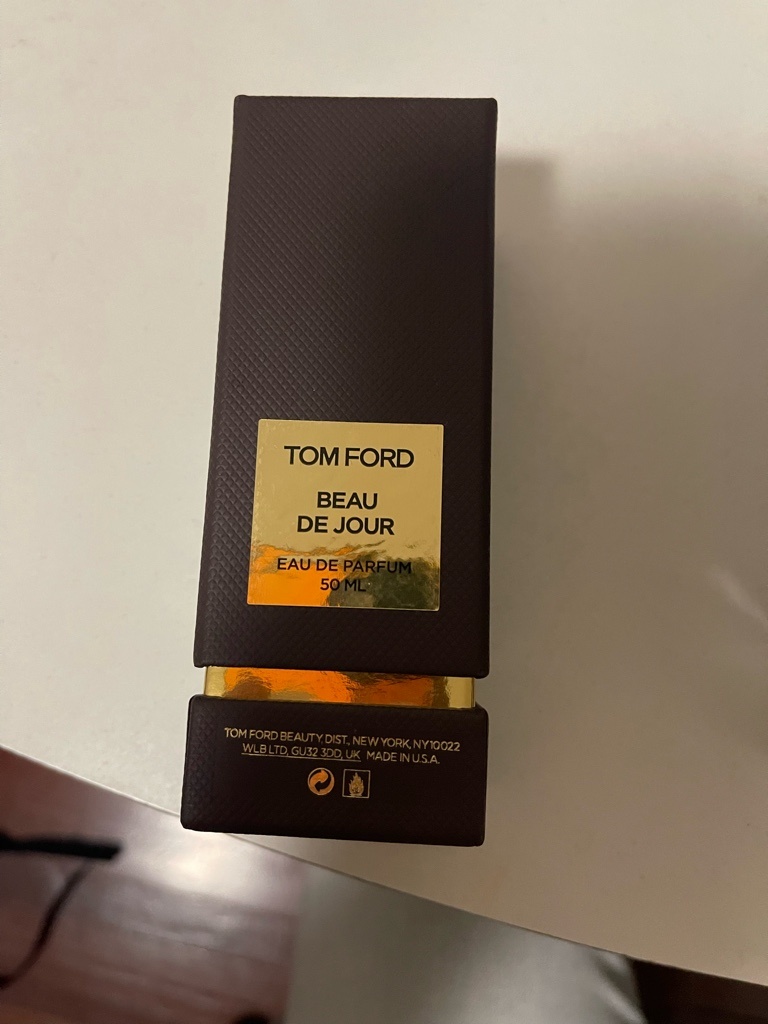 TOM FORD
BEAU
DE JOUR
EAU DE PARFUM
50 ML
TOM FORD BEAUTY, DIST., NEW YORK, NY 10022
WLB LTD, GU32 3DD, UK MADE IN U.S.A.